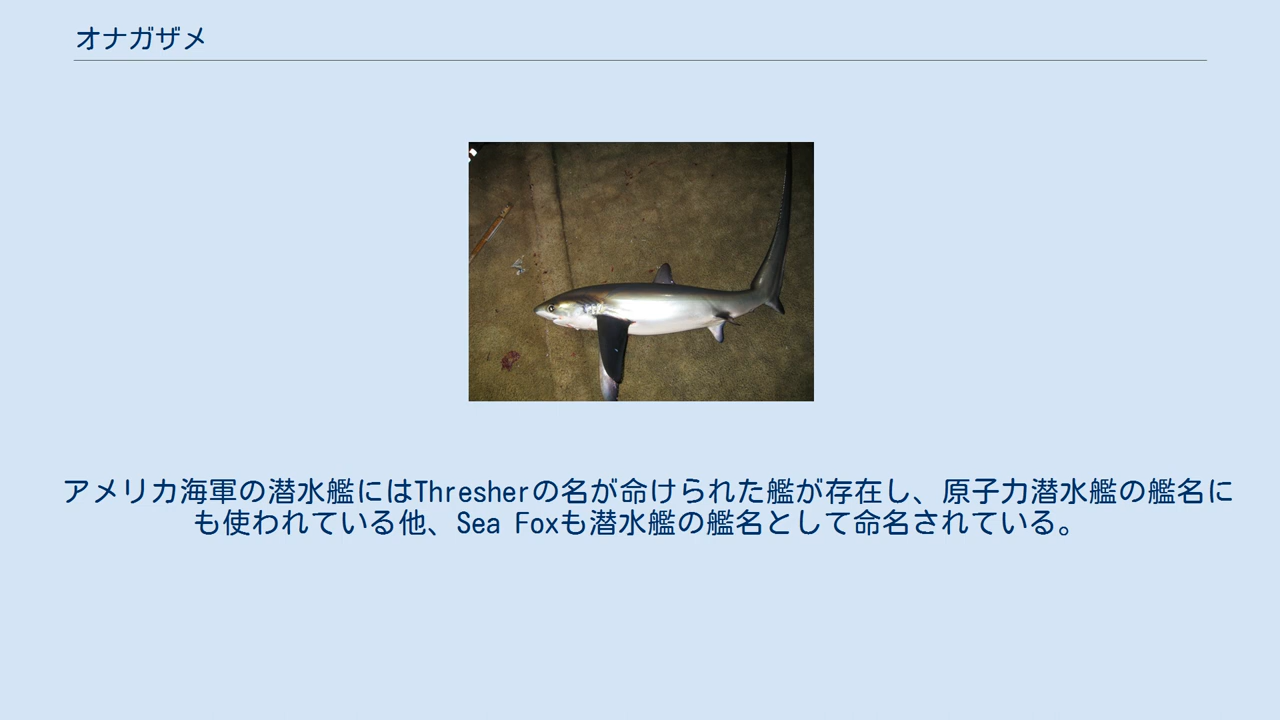 オナガザメ
アメリカ海軍の潜水艦にはThresherの名が命けられた艦が存在し、原子力潜水艦の艦名に
も使われている他、Sea Foxも潜水艦の艦名として命名されている。